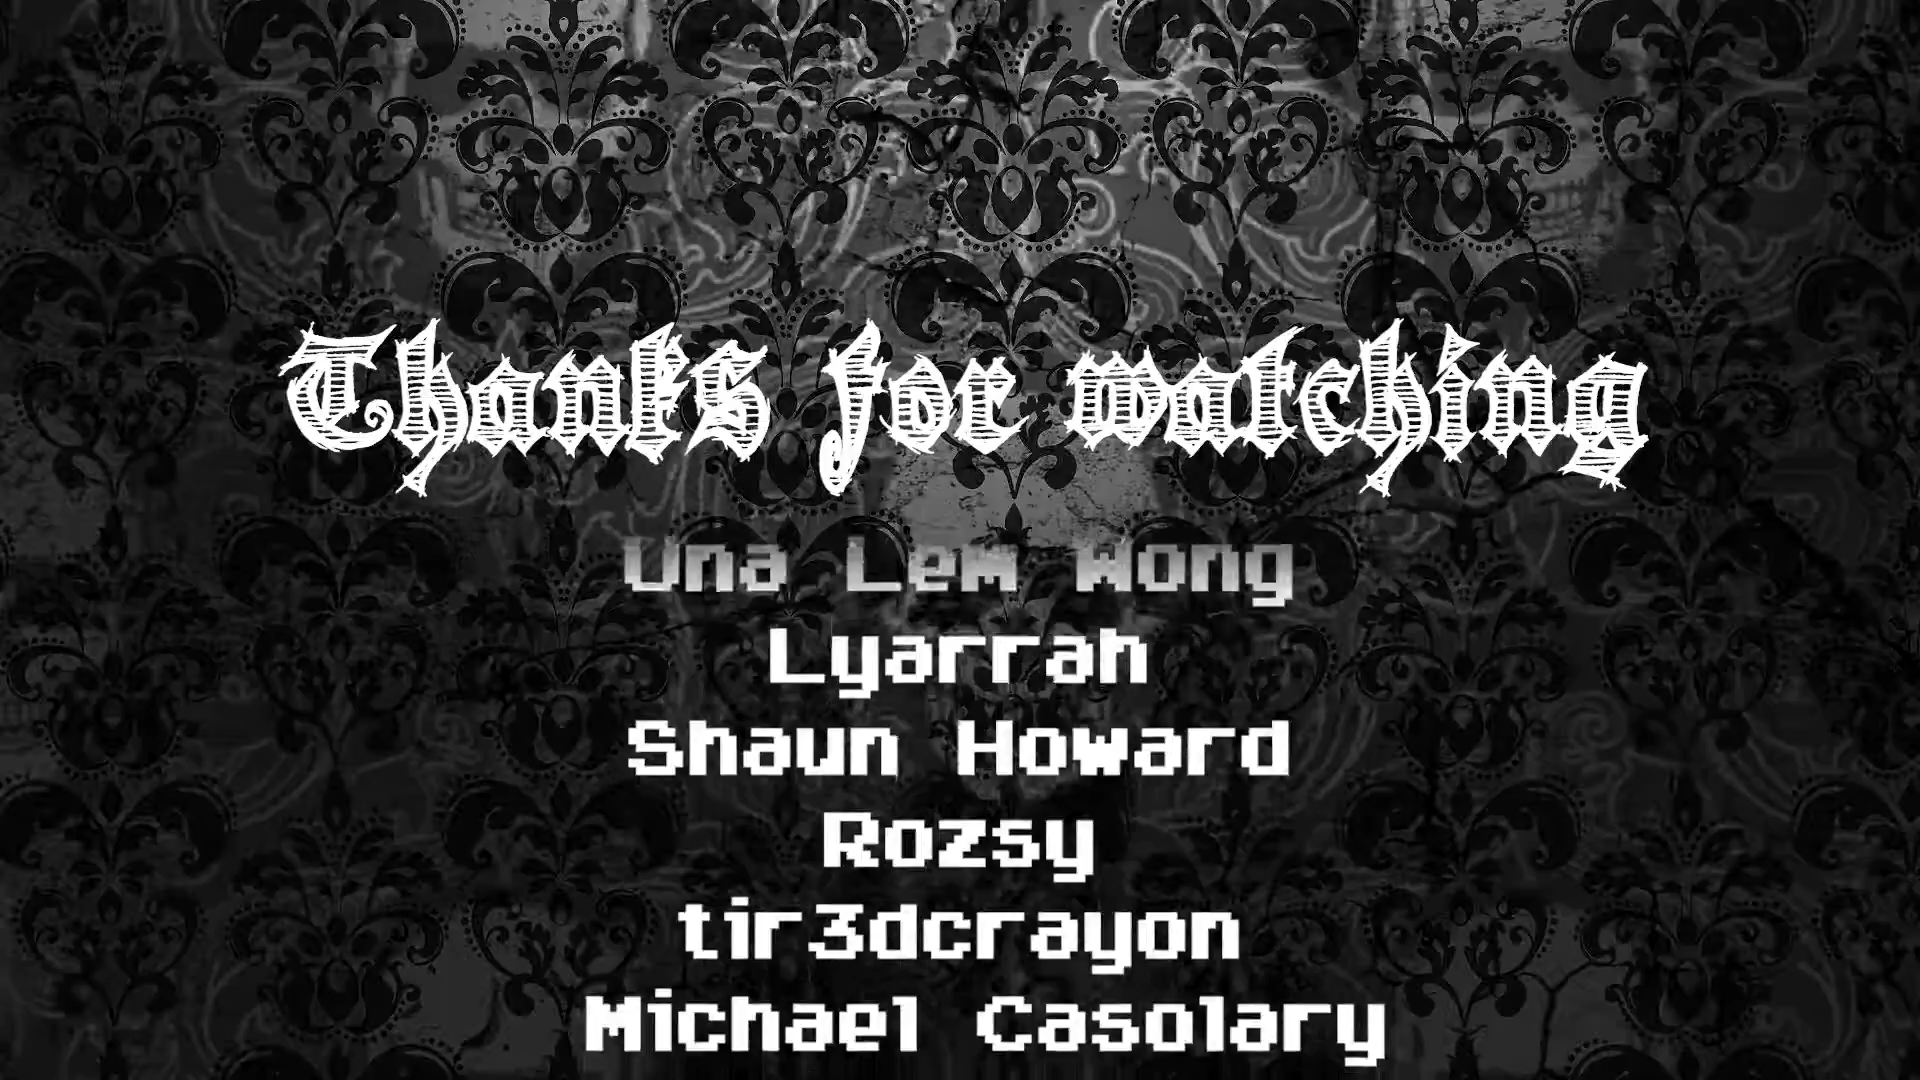 Thanks for watching
Una Lem Wong
Lyarrah
Shaun Howard
Rozsy
tir3dcrayon
Michael Casolary